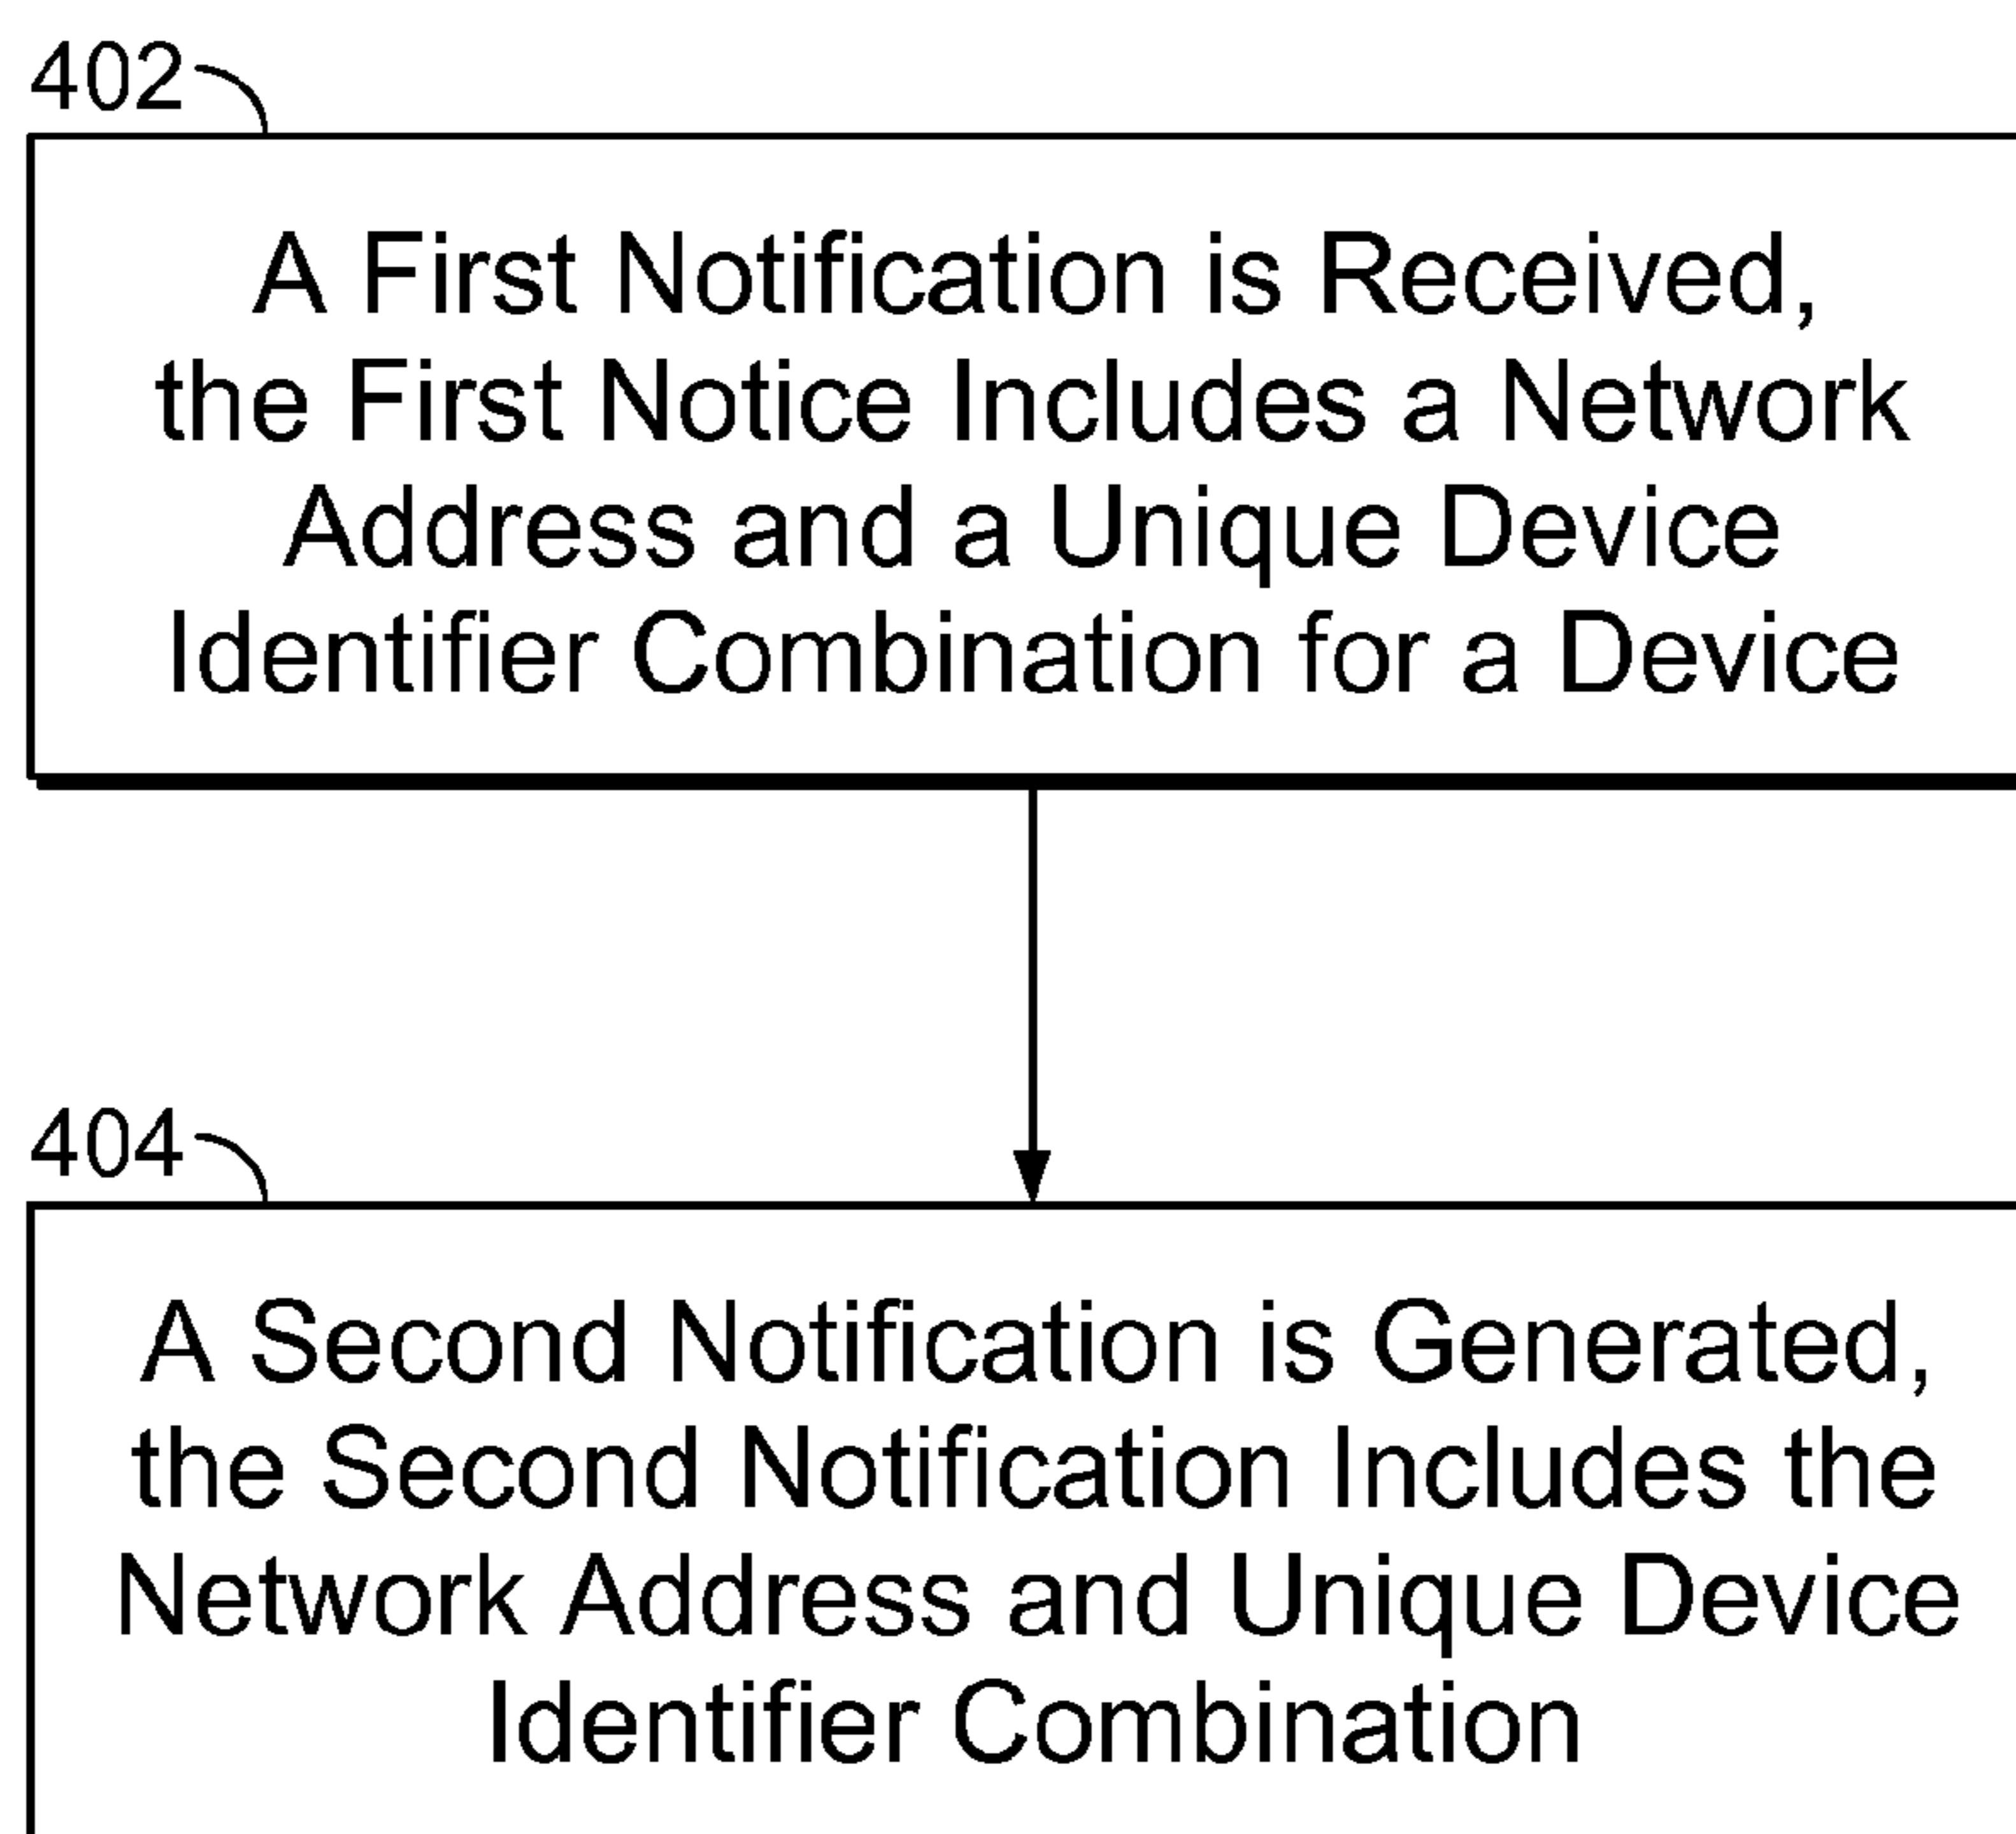 402
A First Notification is Received,
the First Notice Includes a Network
Address and a Unique Device
Identifier Combination for a Device
404
A Second Notification is Generated,
the Second Notification Includes the
Network Address and Unique Device
Identifier Combination